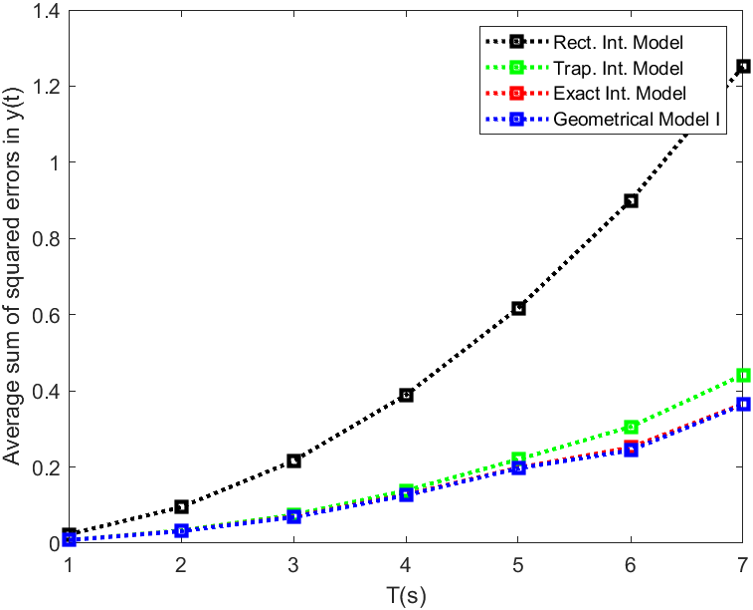 1.4
1.2
1
0.8
0.6
0.4
0.2
0
Average sum of squared errors in y(t)
Rect. Int. Model
Trap. Int. Model
Exact Int. Model
Geometrical Model I
1 2 3 4 5 6 7
T(s)